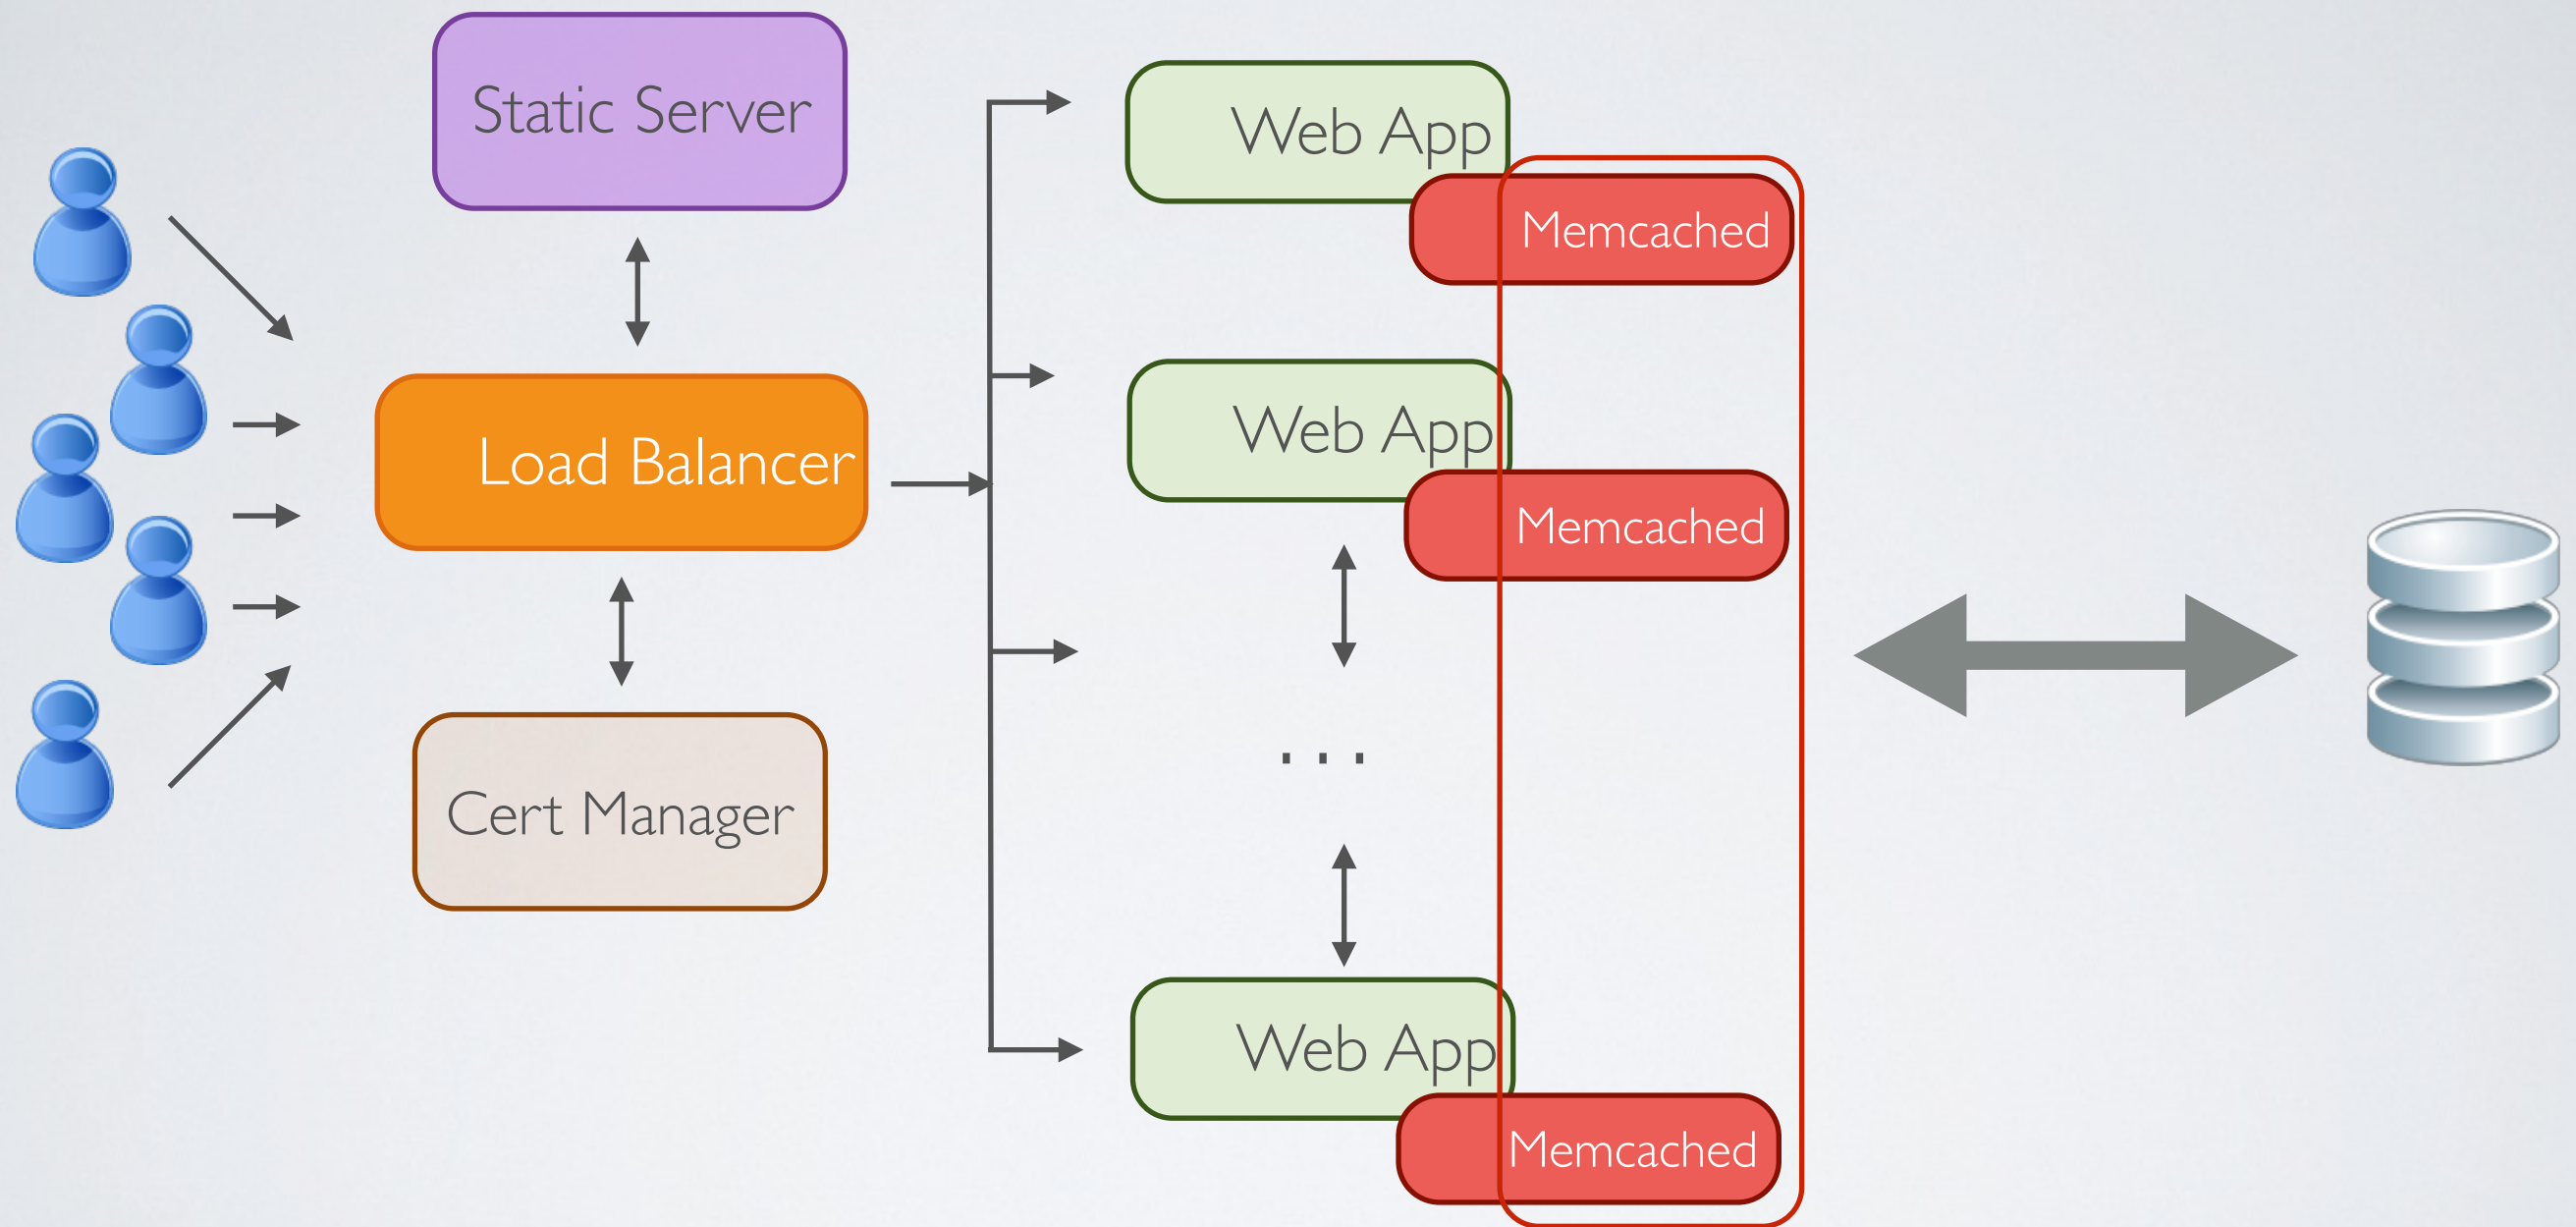 Static Server
Load Balancer
Cert Manager
Web App
Memcached
Web App
Memcached
...
Web App
Memcached